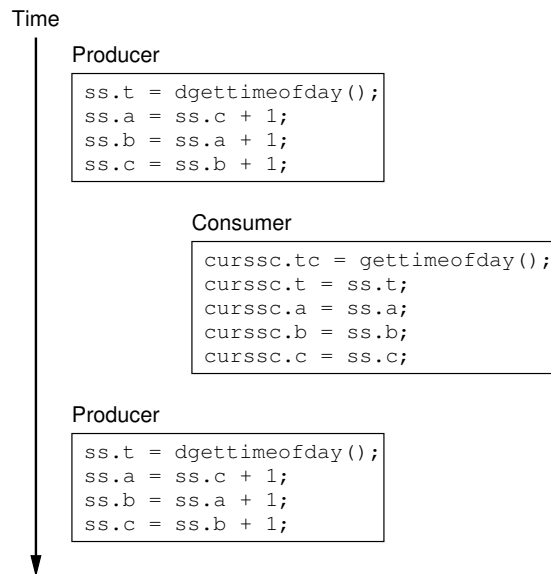 Time
Producer
ss.t = dgettimeofday();
ss.a = ss.c + 1;
ss.b = ss.a + 1;
ss.c = ss.b + 1;
Consumer
curssc.tc = gettimeofday();
curssc.t = ss.t;
curssc.a = ss.a;
curssc.b = ss.b;
curssc.c = ss.c;
Producer
ss.t = dgettimeofday();
ss.a = ss.c + 1;
ss.b = ss.a + 1;
ss.c = ss.b + 1;